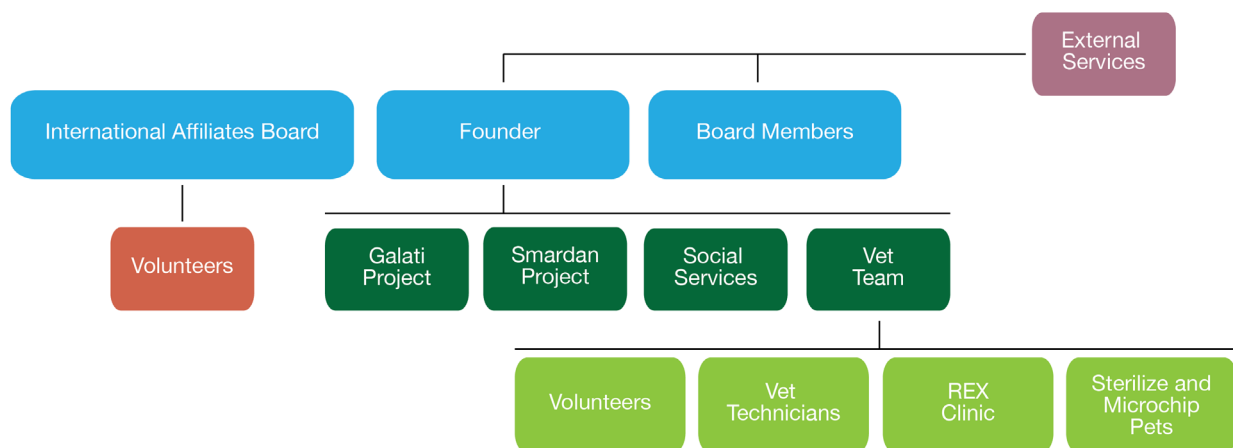 External
Services
International Affiliates Board
Founder
Board Members
Volunteers
Galati
Project
Smardan
Project
Social
Services
Vet
Team
Volunteers
Vet
Technicians
REX
Clinic
Sterilize and
Microchip
Pets